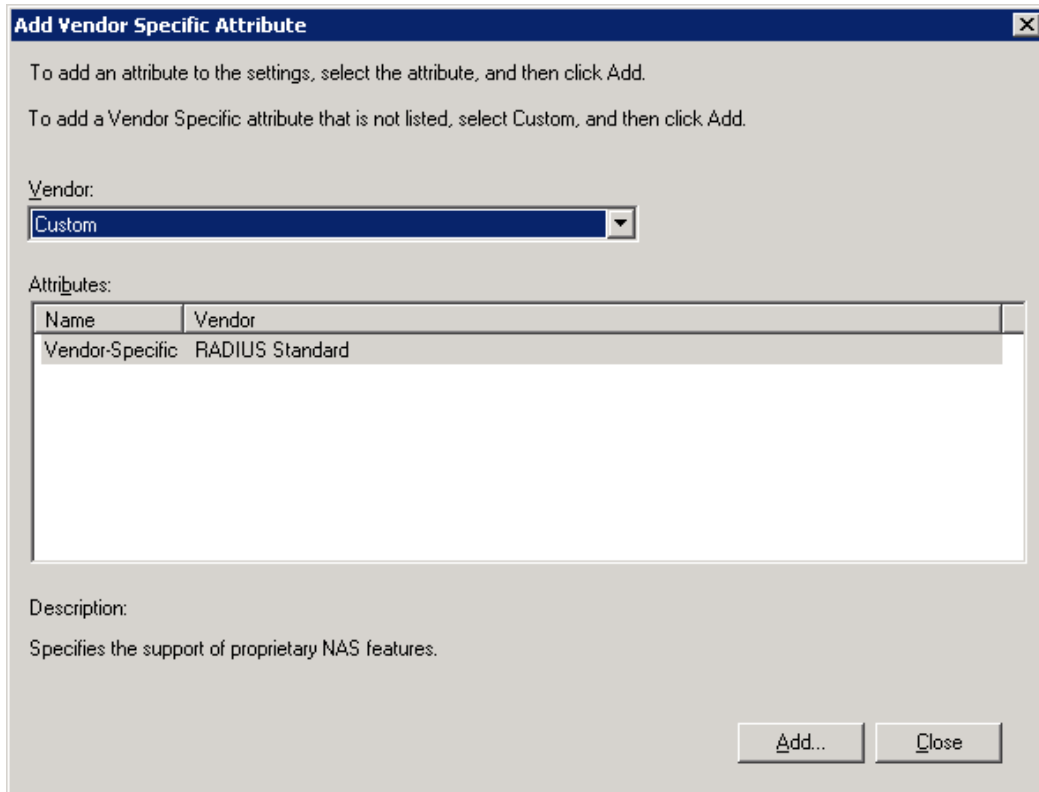 Add Vendor Specific Attribute
To add an attribute to the settings, select the attribute, and then click Add.
To add a Vendor Specific attribute that is not listed, select Custom, and then click Add.
Vendor:
Custom
Attributes:
Name Vendor
Vendor-Specific RADIUS Standard
Description:
Specifies the support of proprietary NAS features.
Add... Close